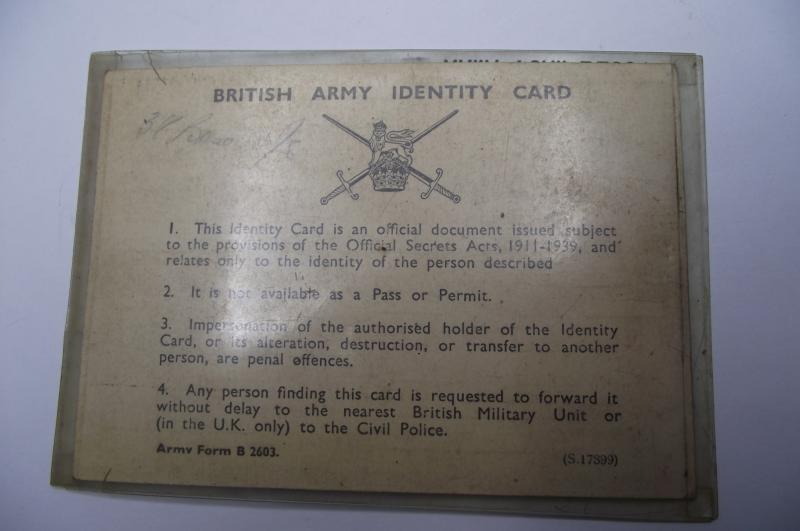 BRITISH ARMY IDENTITY CARD
1. This Identity Card is an official document issued subject
to the provisions of the Official Secrets Acts, 1911-1939, and
relates only to the identity of the person described
2. It is not available as a Pass or Permit.
3. Impersonation of the authorised holder of the Identity
Card, or its alteration, destruction, or transfer to another
person, are penal offences.
4. Any person finding this card is requested to forward it
without delay to the nearest British Military Unit or
(in the U.K. only) to the Civil Police.
Army Form B 2603.
(S.17899)